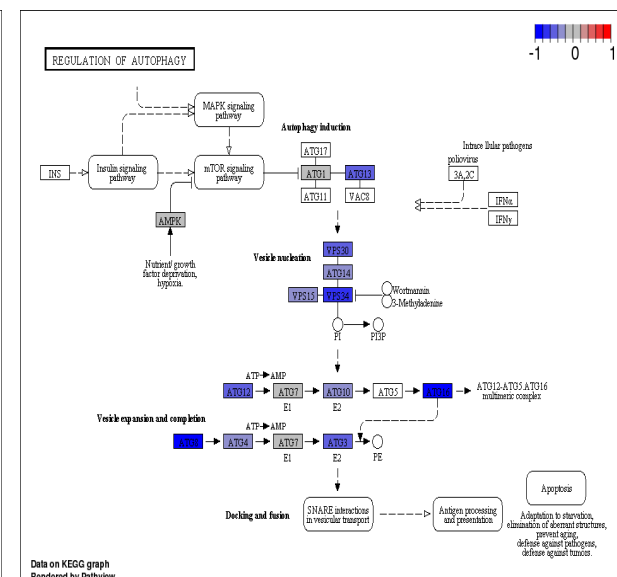 -1 0 1
REGULATION OF AUTOPHAGY
MAPK signaling
pathway
Autophagy induction
ATG17
Intrace llular pathogens
poliovirus
INS
Insulin signaling
pathway
mTOR signaling
pathway
ATG1
ATG13
3A,2C
ATG11
VAC8
IFNα
IFNγ
AMPK
Nutrient/ growth
factor deprivation,
hypoxia.
VPS30
Vesicle nucleation
ATG14
VPS15
VPS34
Wortmannin
3-Methyladenine
PI
PI3P
ATP AMP
ATG12
ATG7
ATG10
ATG5
ATG16
ATG12-ATG5.ATG16
multimeric complex
E1
E2
Vesicle expansion and completion
ATP AMP
ATG4
ATG7
ATG3
PE
E1
E2
Docking and fusion
SNARE interactions
in vesicular transport
Antigen processing
and presentation
Apoptosis
Adaptation to starvation,
elimination of aberrant structures,
prevent aging,
defense against pathogens,
defense against tumors.
Data on KEGG graph
Rendered by Pathview